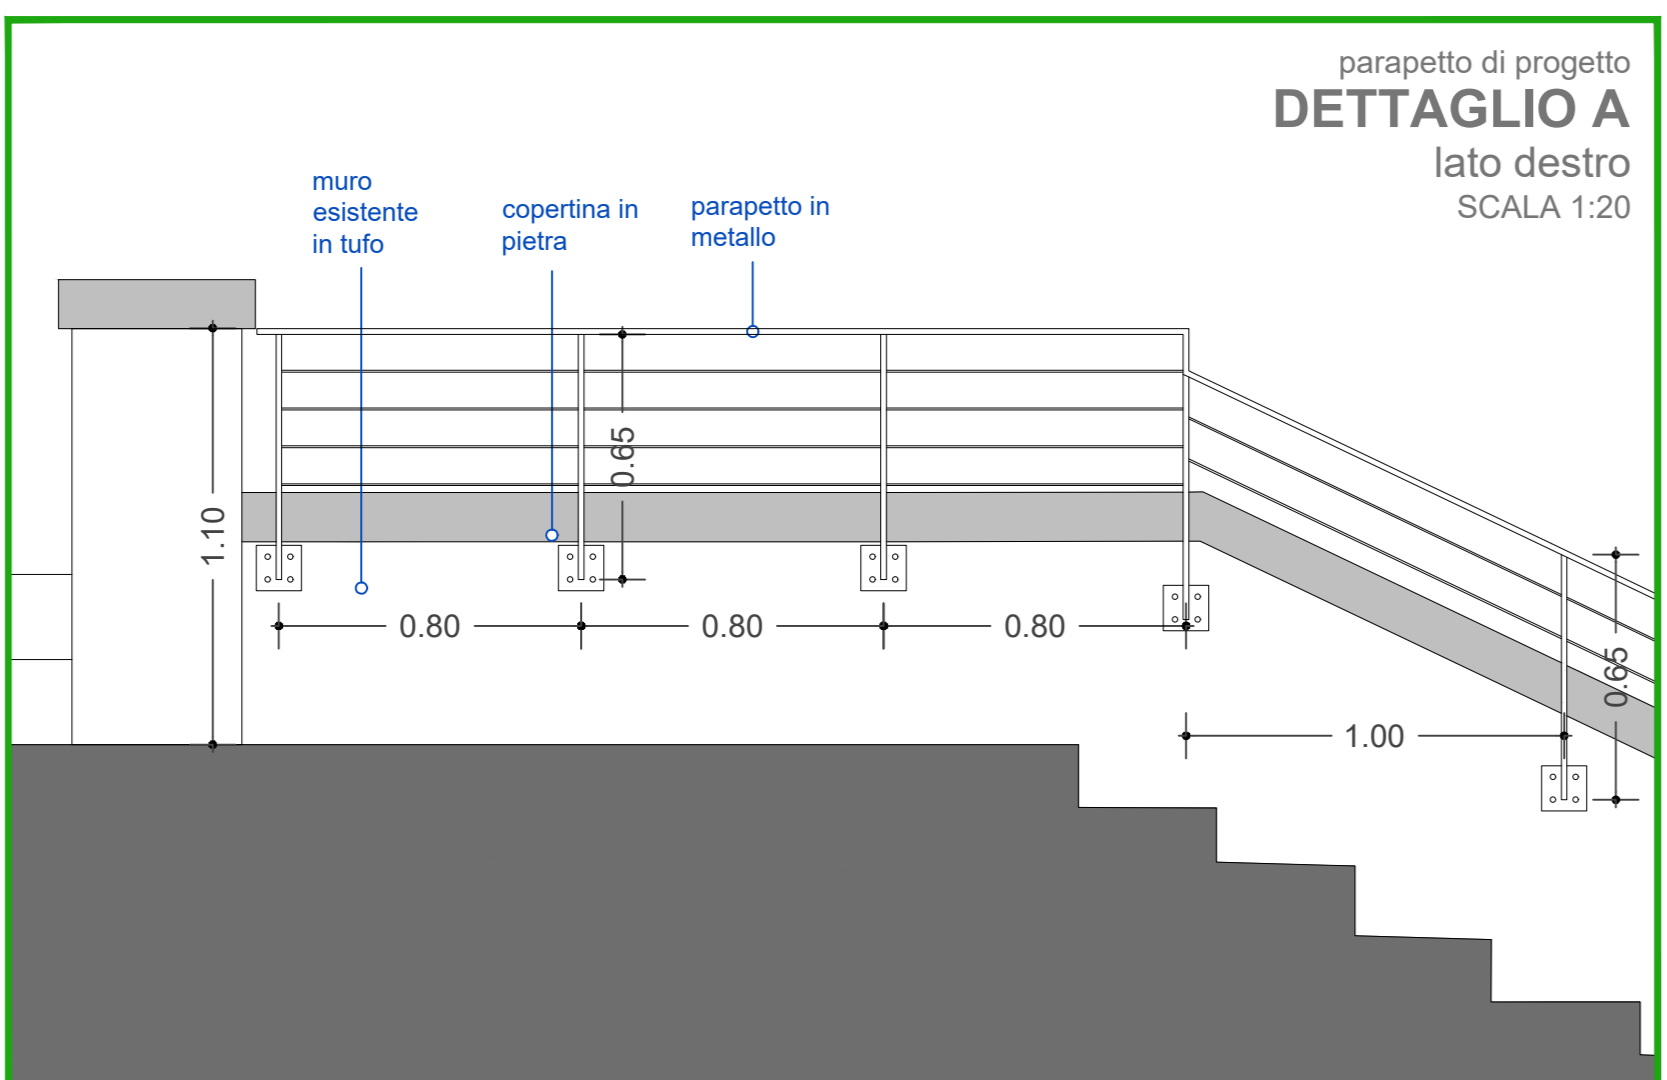 parapetto di progetto
DETTAGLIO A
lato destro
SCALA 1:20
muro
esistente
in tufo
copertina in
pietra
parapetto in
metallo
0.65
1.10
0.80
0.80
0.80
0.65
1.00